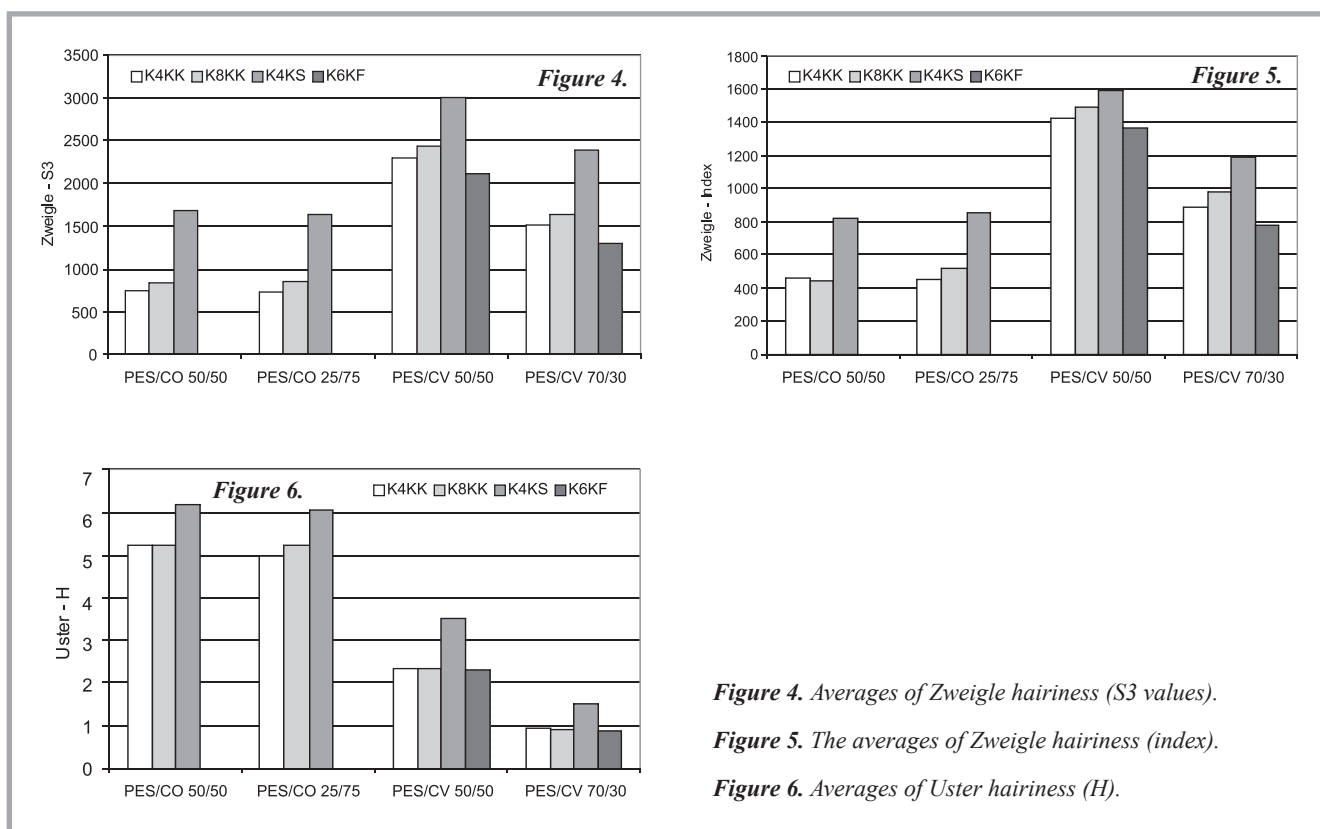 3500
3000
2500
2000
1500
1000
500
0
Zweigle - S3
K4KK K8KK K4KS K6KF
Figure 4.
PES/CO 50/50 PES/CO 25/75 PES/CV 50/50 PES/CV 70/30
1800
1600
1400
1200
1000
800
600
400
200
0
Zweigle - Index
K4KK K8KK K4KS K6KF
Figure 5.
PES/CO 50/50 PES/CO 25/75 PES/CV 50/50 PES/CV 70/30
7
6
5
4
3
2
1
0
Uster - H
Figure 6.
K4KK K8KK K4KS K6KF
PES/CO 50/50 PES/CO 25/75 PES/CV 50/50 PES/CV 70/30
Figure 4. Averages of Zweigle hairiness (S3 values).
Figure 5. The averages of Zweigle hairiness (index).
Figure 6. Averages of Uster hairiness (H).